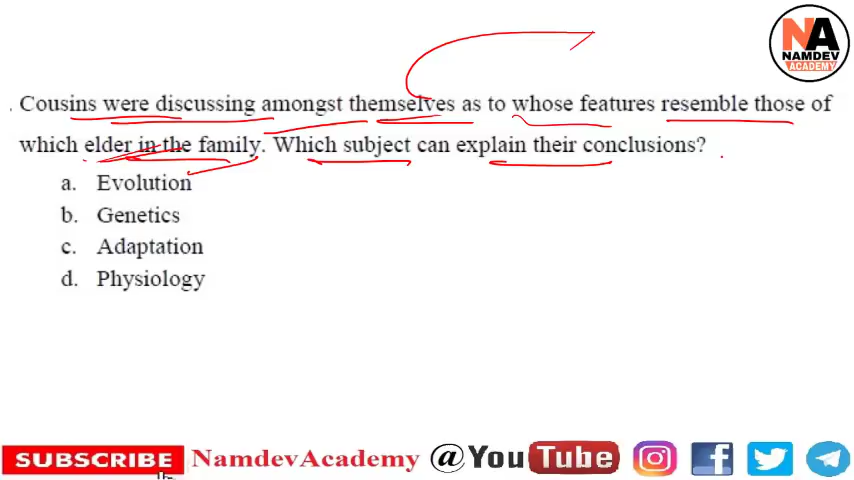 NA
NAMDEV
ACADEMY
. Cousins were discussing amongst themselves as to whose features resemble those of
which elder in the family. Which subject can explain their conclusions?
a. Evolution
b. Genetics
c. Adaptation
d. Physiology
SUBSCRIBE NamdevAcademy @YouTube